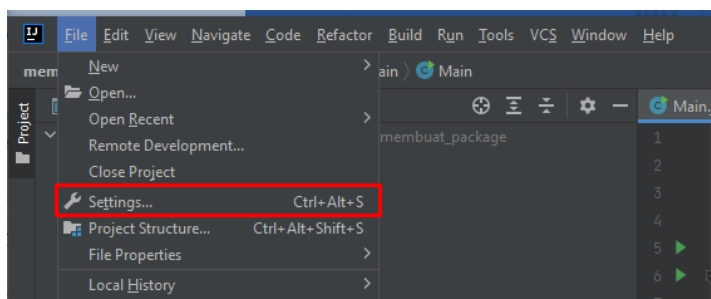 IJ File Edit View Navigate Code Refactor Build Run Tools VCS Window Help
mem
ain 〉 Main
New
Open...
Open Recent
Remote Development...
Close Project
Settings... Ctrl+Alt+S
Project Structure... Ctrl+Alt+Shift+S
File Properties
Local History
Project
membuat_package
Main.
1
2
3
4
5
6